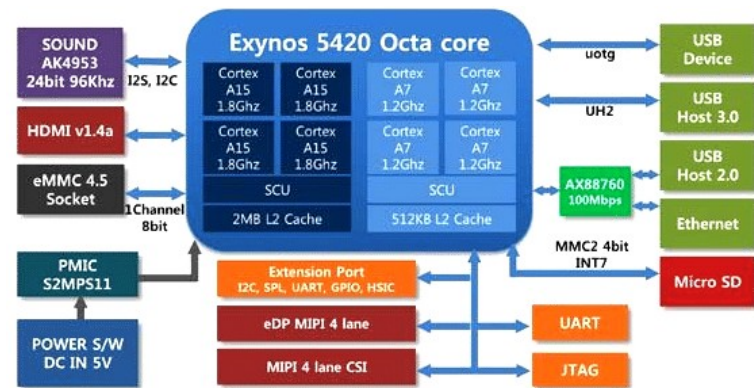 Exynos 5420 Octa core
SOUND
AK4953
24bit 96Khz
I2S, I2C
HDMI v1.4a
eMMC 4.5
Socket
1Channel
8bit
PMIC
S2MPS11
POWER S/W
DC IN 5V
Cortex
A15
1.8Ghz
Cortex
A15
1.8Ghz
Cortex
A7
1.2Ghz
Cortex
A7
1.2Ghz
Cortex
A15
1.8Ghz
Cortex
A15
1.8Ghz
Cortex
A7
1.2Ghz
Cortex
A7
1.2Ghz
SCU
SCU
2MB L2 Cache
512KB L2 Cache
uotg
USB
Device
UH2
USB
Host 3.0
AX88760
100Mbps
USB
Host 2.0
Ethernet
MMC2 4bit
INT7
Micro SD
Extension Port
I2C, SPL, UART, GPIO, HSIC
eDP MIPI 4 lane
UART
MIPI 4 lane CSI
JTAG